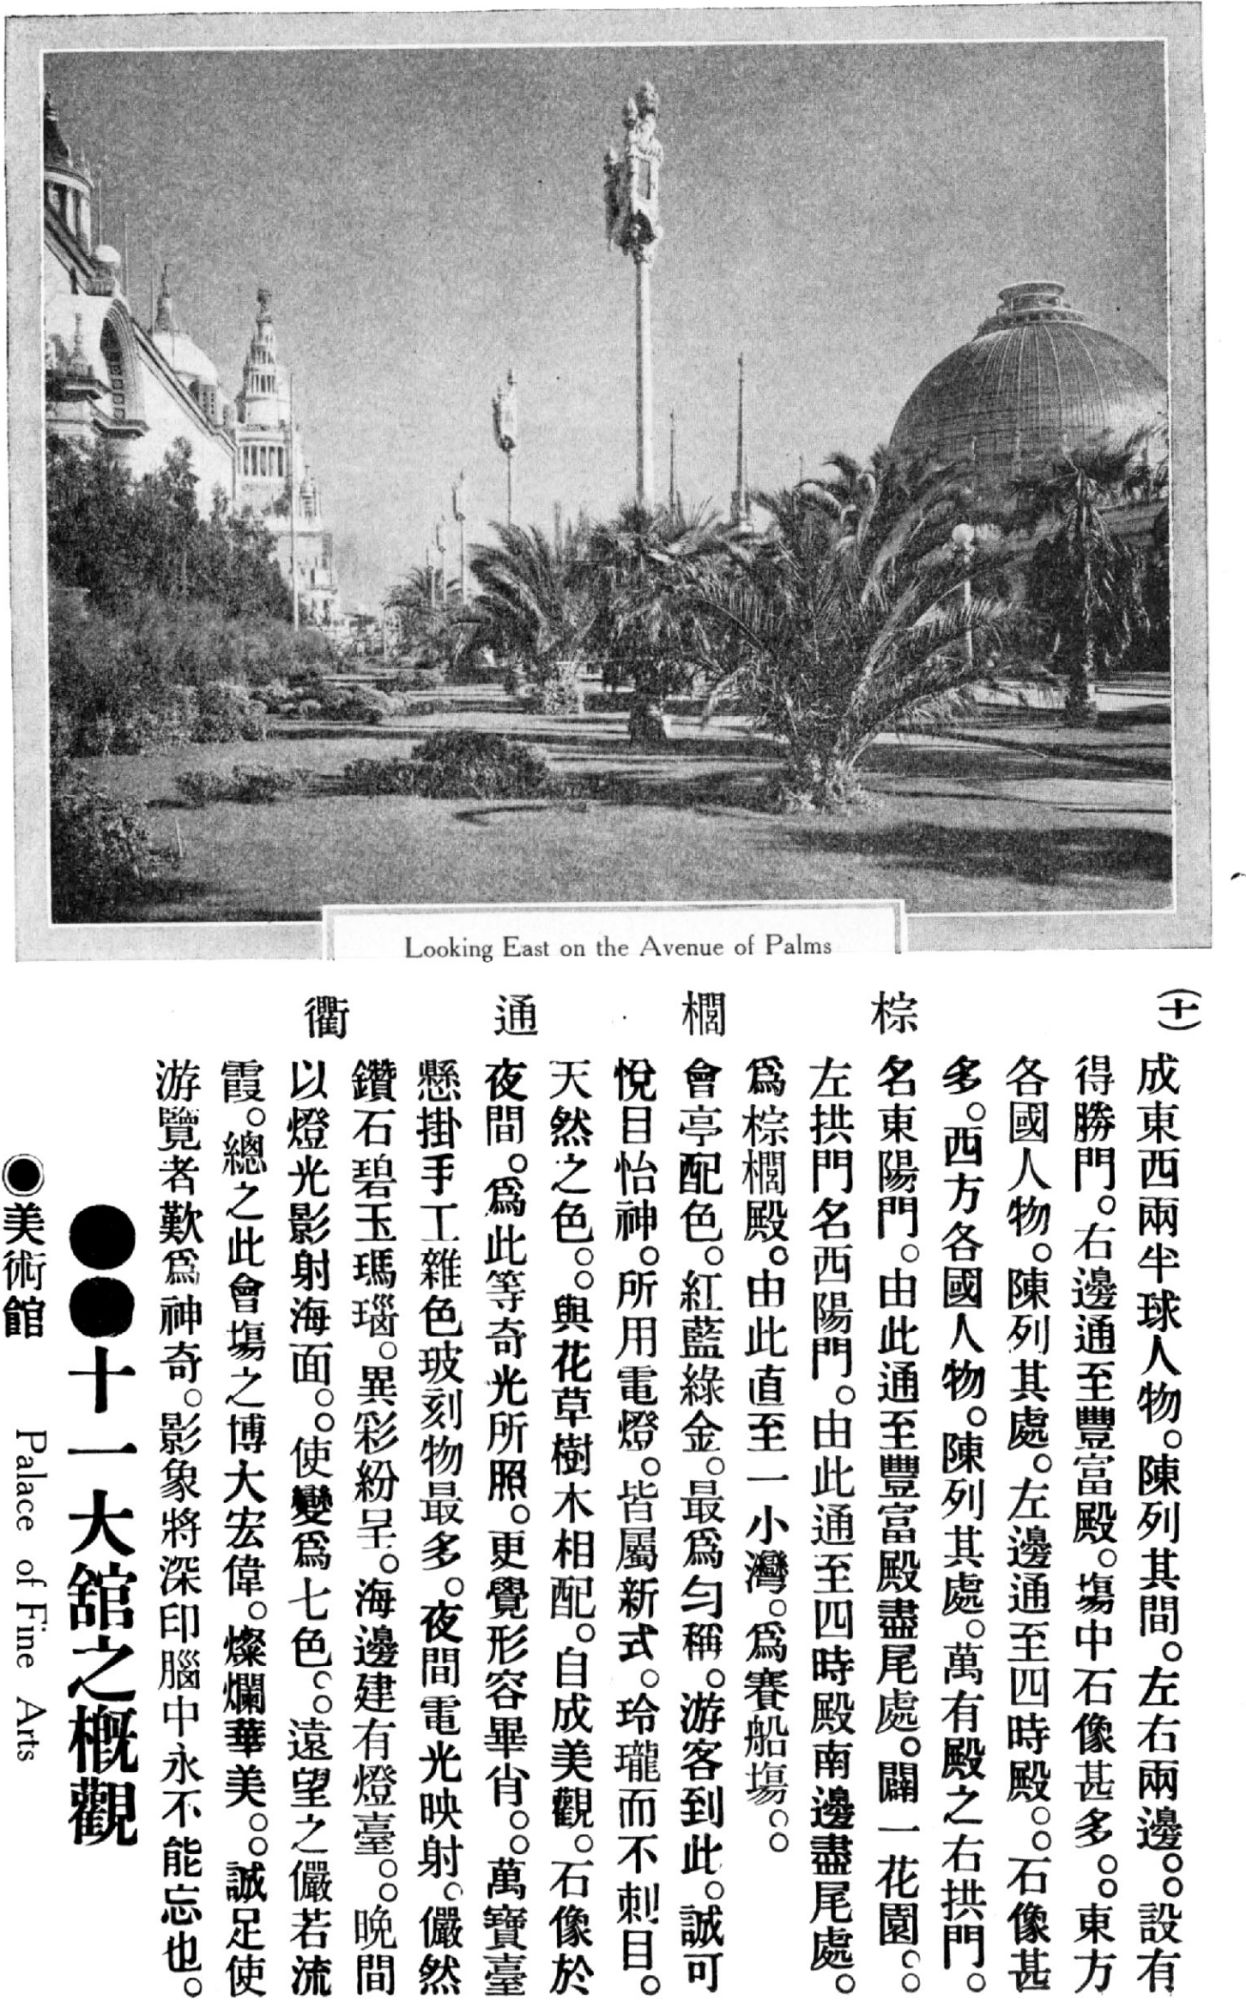 Looking East on the Avenue of Palms
棕櫚通衢
(十)
成東西兩半球人物。陳列其間。左右兩邊。。設有
得勝門。右邊通至豐富殿。塲中石像甚多。。東方
各國人物。陳列其處。左邊通至四時殿。。石像甚
多。西方各國人物。陳列其處。萬有殿之右拱門。
名東陽門。由此通至豐富殿盡尾處。闢一花園。。
左拱門名西陽門。由此通至四時殿南邊盡尾處。
爲棕櫚殿。由此直至一小灣。爲賽船塲。。
會亭配色。紅藍綠金。最爲勻稱。游客到此。誠可
悅目怡神。所用電燈。皆屬新式。玲瓏而不刺目。
天然之色。。與花草樹木相配。自成美觀。石像於
夜間。爲此等奇光所照。更覺形容畢肖。。萬寶臺
懸掛手工雜色玻刻物最多。夜間電光映射。儼然
鑽石碧玉瑪瑙。異彩紛呈。海邊建有燈臺。。晚間
以燈光影射海面。。使變爲七色。。遠望之儼若流
霞。總之此會塲之博大宏偉。燦爛華美。。誠足使
游覽者歎爲神奇。影象將深印腦中永不能忘也。
●●十一大舘之概觀
◉美術館 Palace of Fine Arts